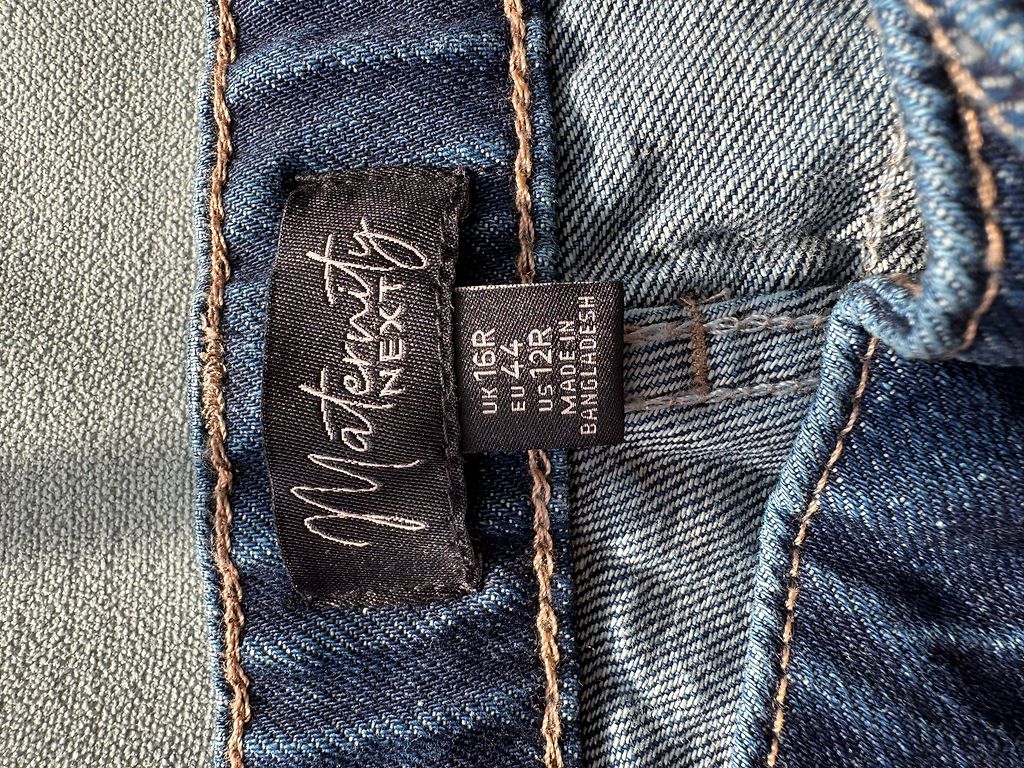 Maternity
NEXT
UK 16R
EU 44
US 12R
MADE IN
BANGLADESH